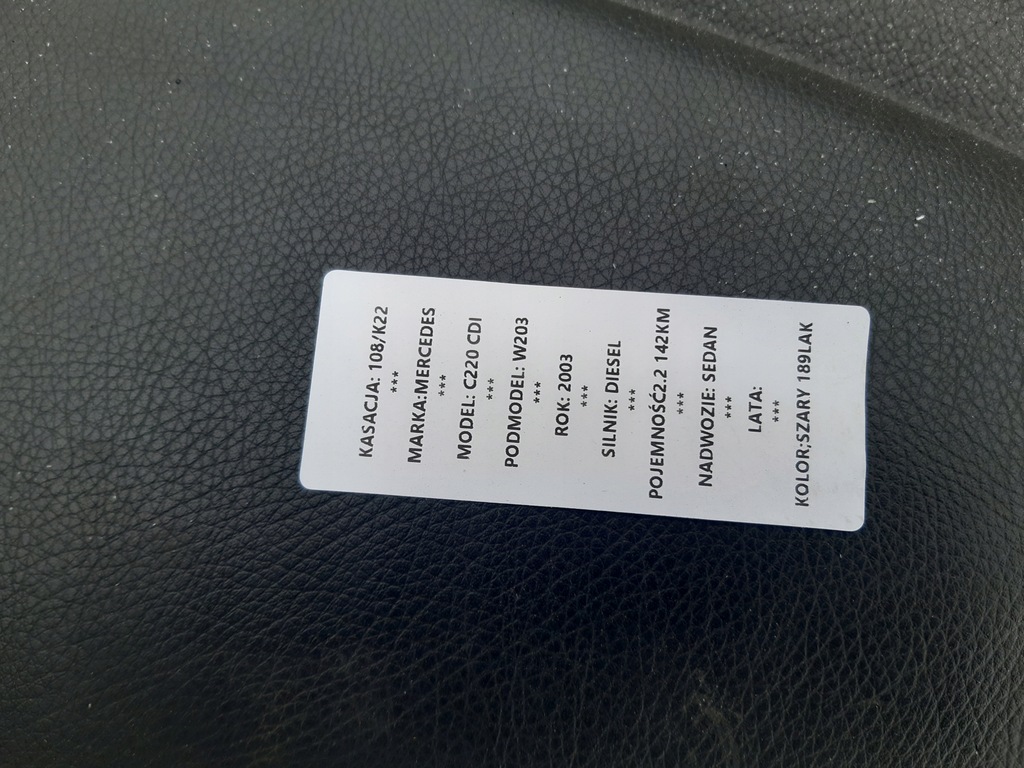 KASACJA: 108/K22
***
MARKA:MERCEDES
***
MODEL: C220 CDI
***
PODMODEL: W203
***
ROK: 2003
***
SILNIK: DIESEL
***
POJEMNOŚĆ2.2 142KM
***
NADWOZIE: SEDAN
***
LATA:
***
KOLOR;SZARY 189LAK